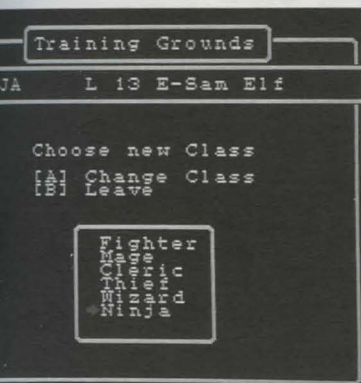 Training Grounds
JA L 13 E-Sam Elf
Choose new Class
[A] Change Class
[B] Leave
Fighter
Mage
Cleric
Thief
Wizard
Ninja